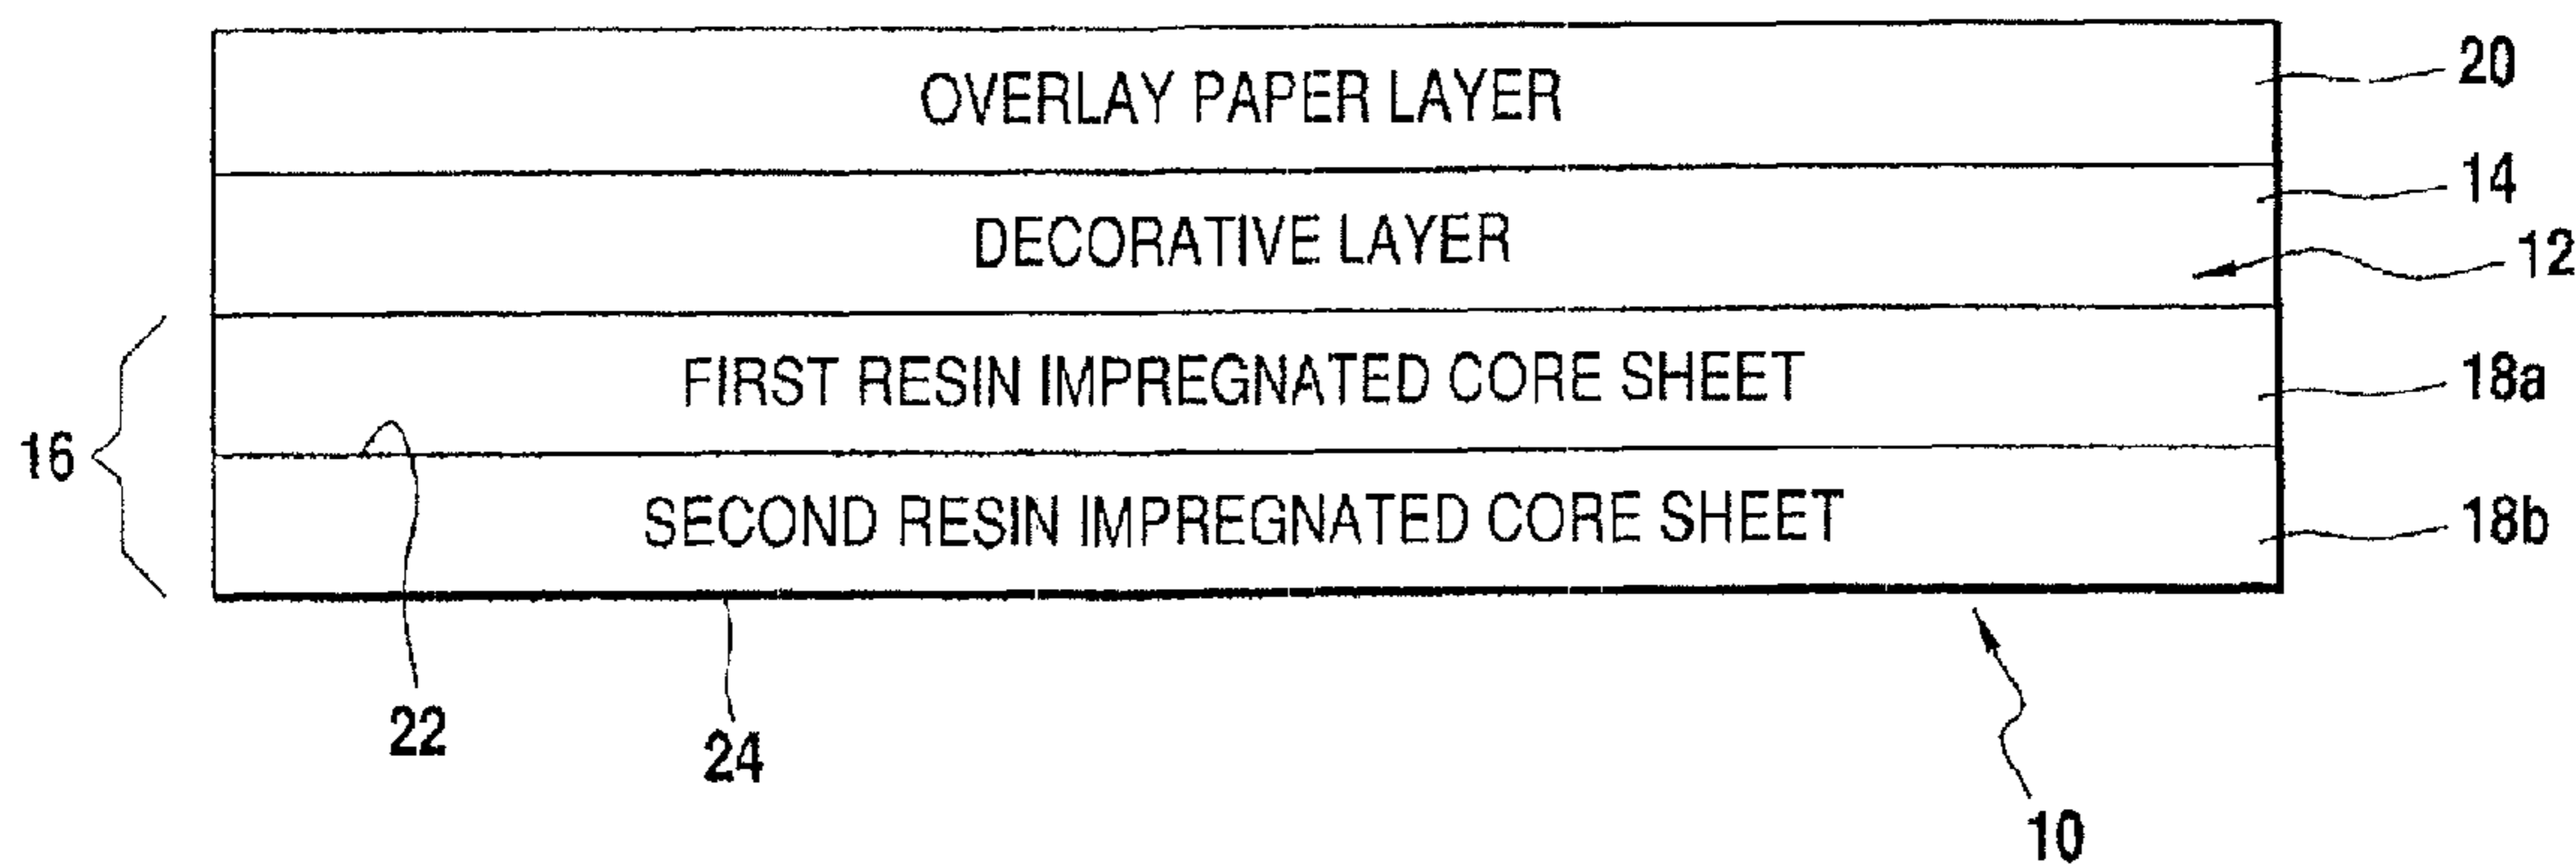 OVERLAY PAPER LAYER
20
DECORATIVE LAYER
14
12
FIRST RESIN IMPREGNATED CORE SHEET
18a
16
SECOND RESIN IMPREGNATED CORE SHEET
18b
22
24
10